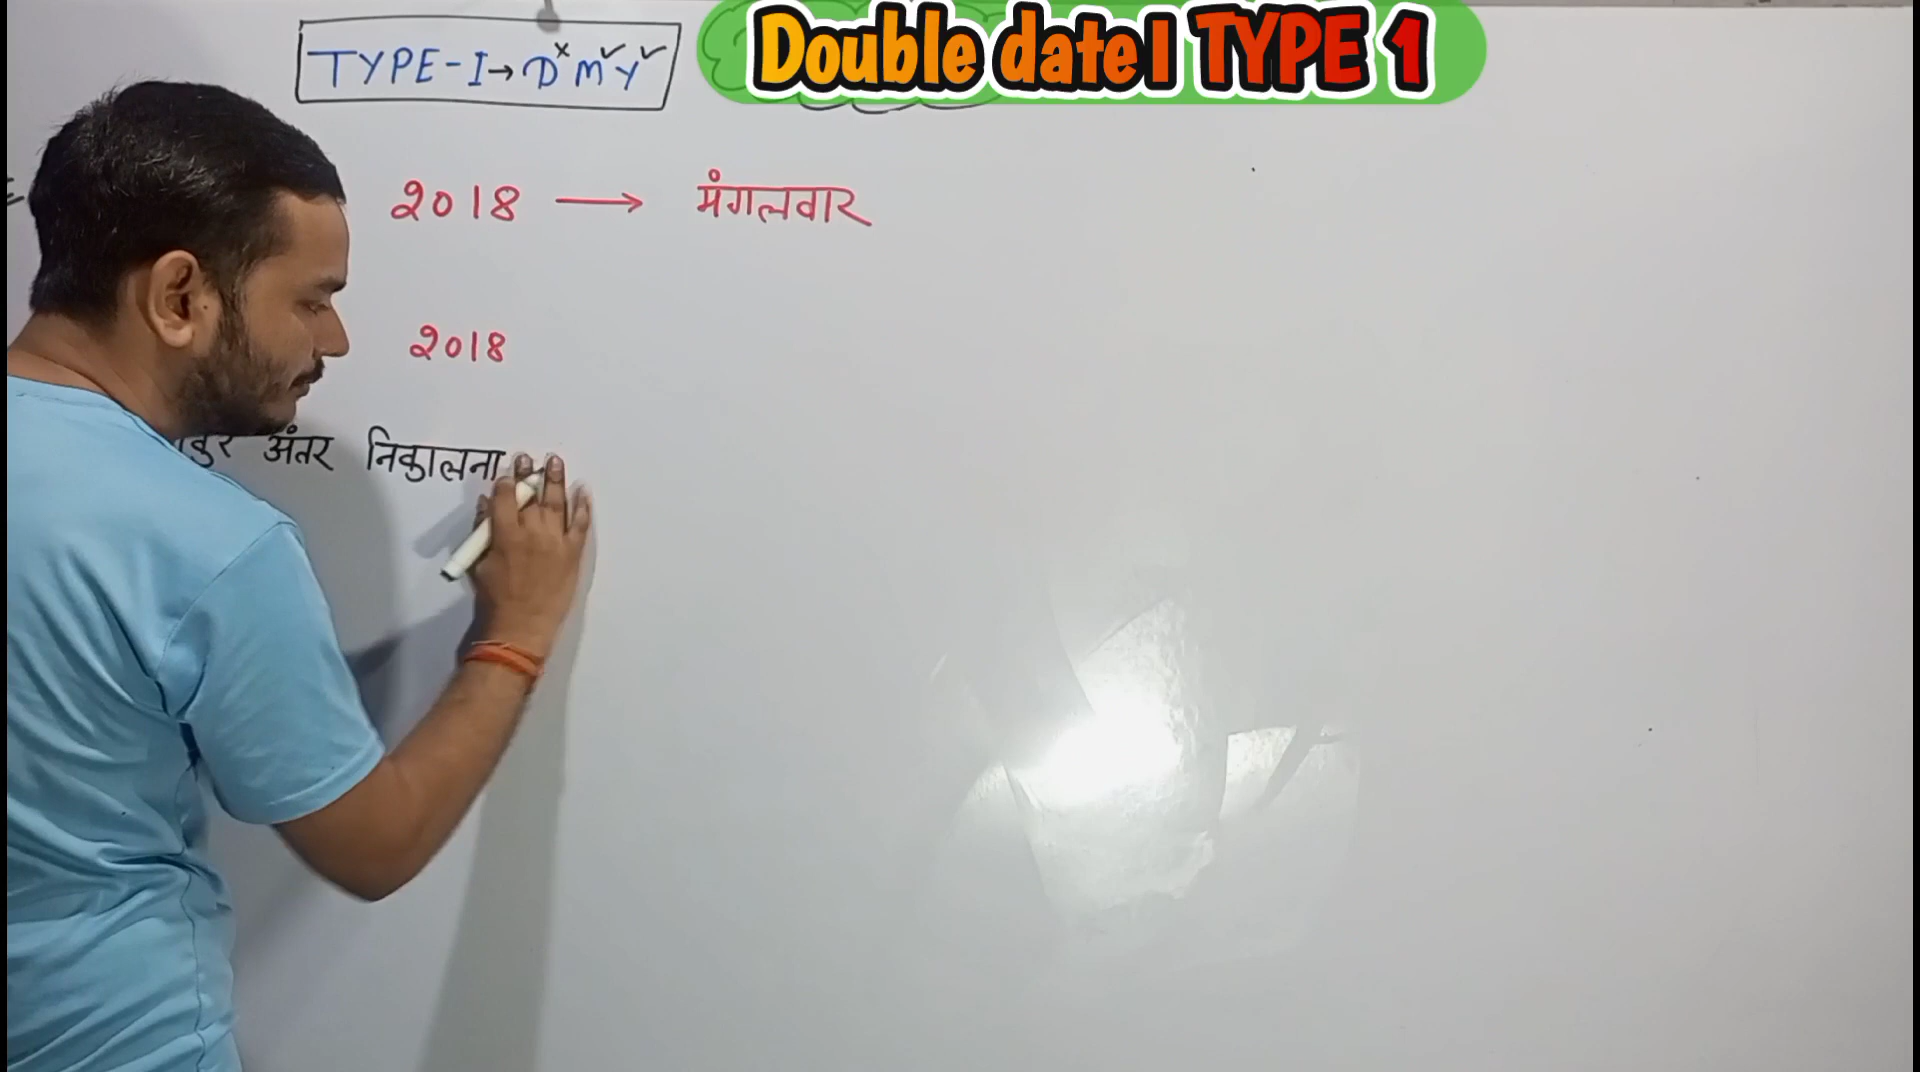 TYPE-I→D×M✓Y✓
Double date| TYPE 1
2018 → मंगलवार
2018
अंतर निकालना